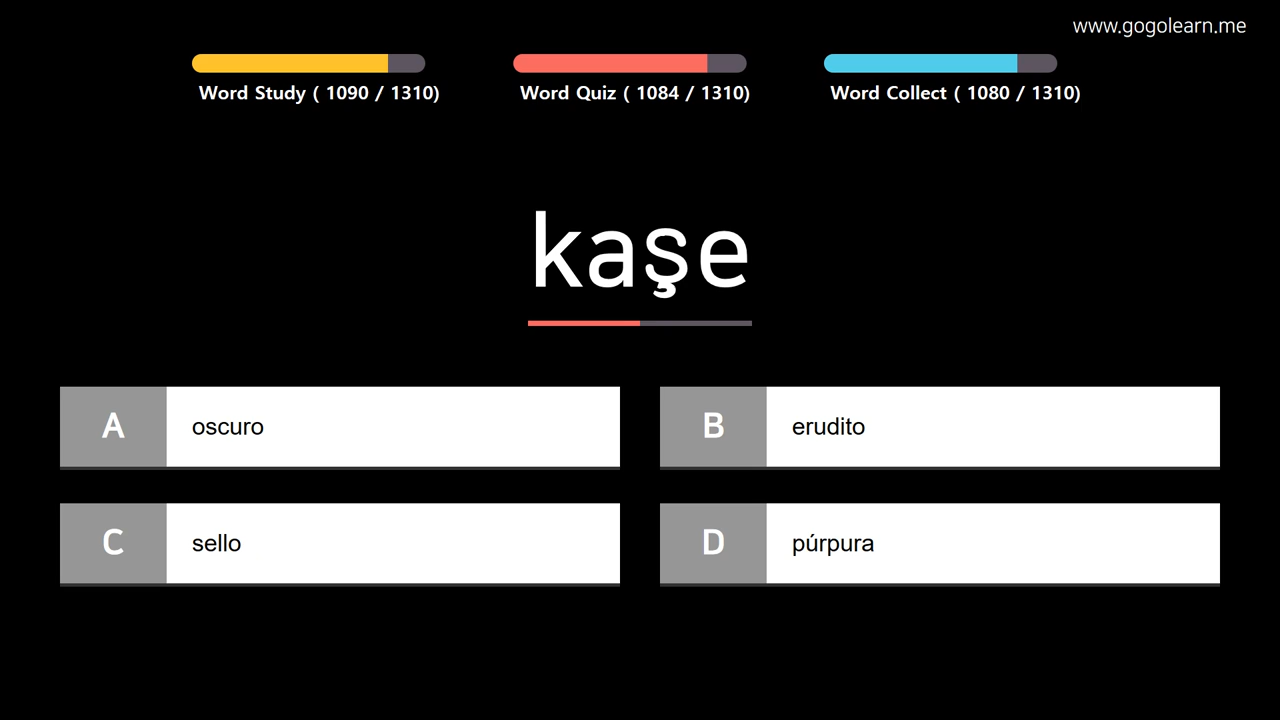 www.gogolearn.me
Word Study ( 1090 / 1310)
Word Quiz ( 1084 / 1310)
Word Collect ( 1080 / 1310)
kaşe
A oscuro
B erudito
C sello
D púrpura